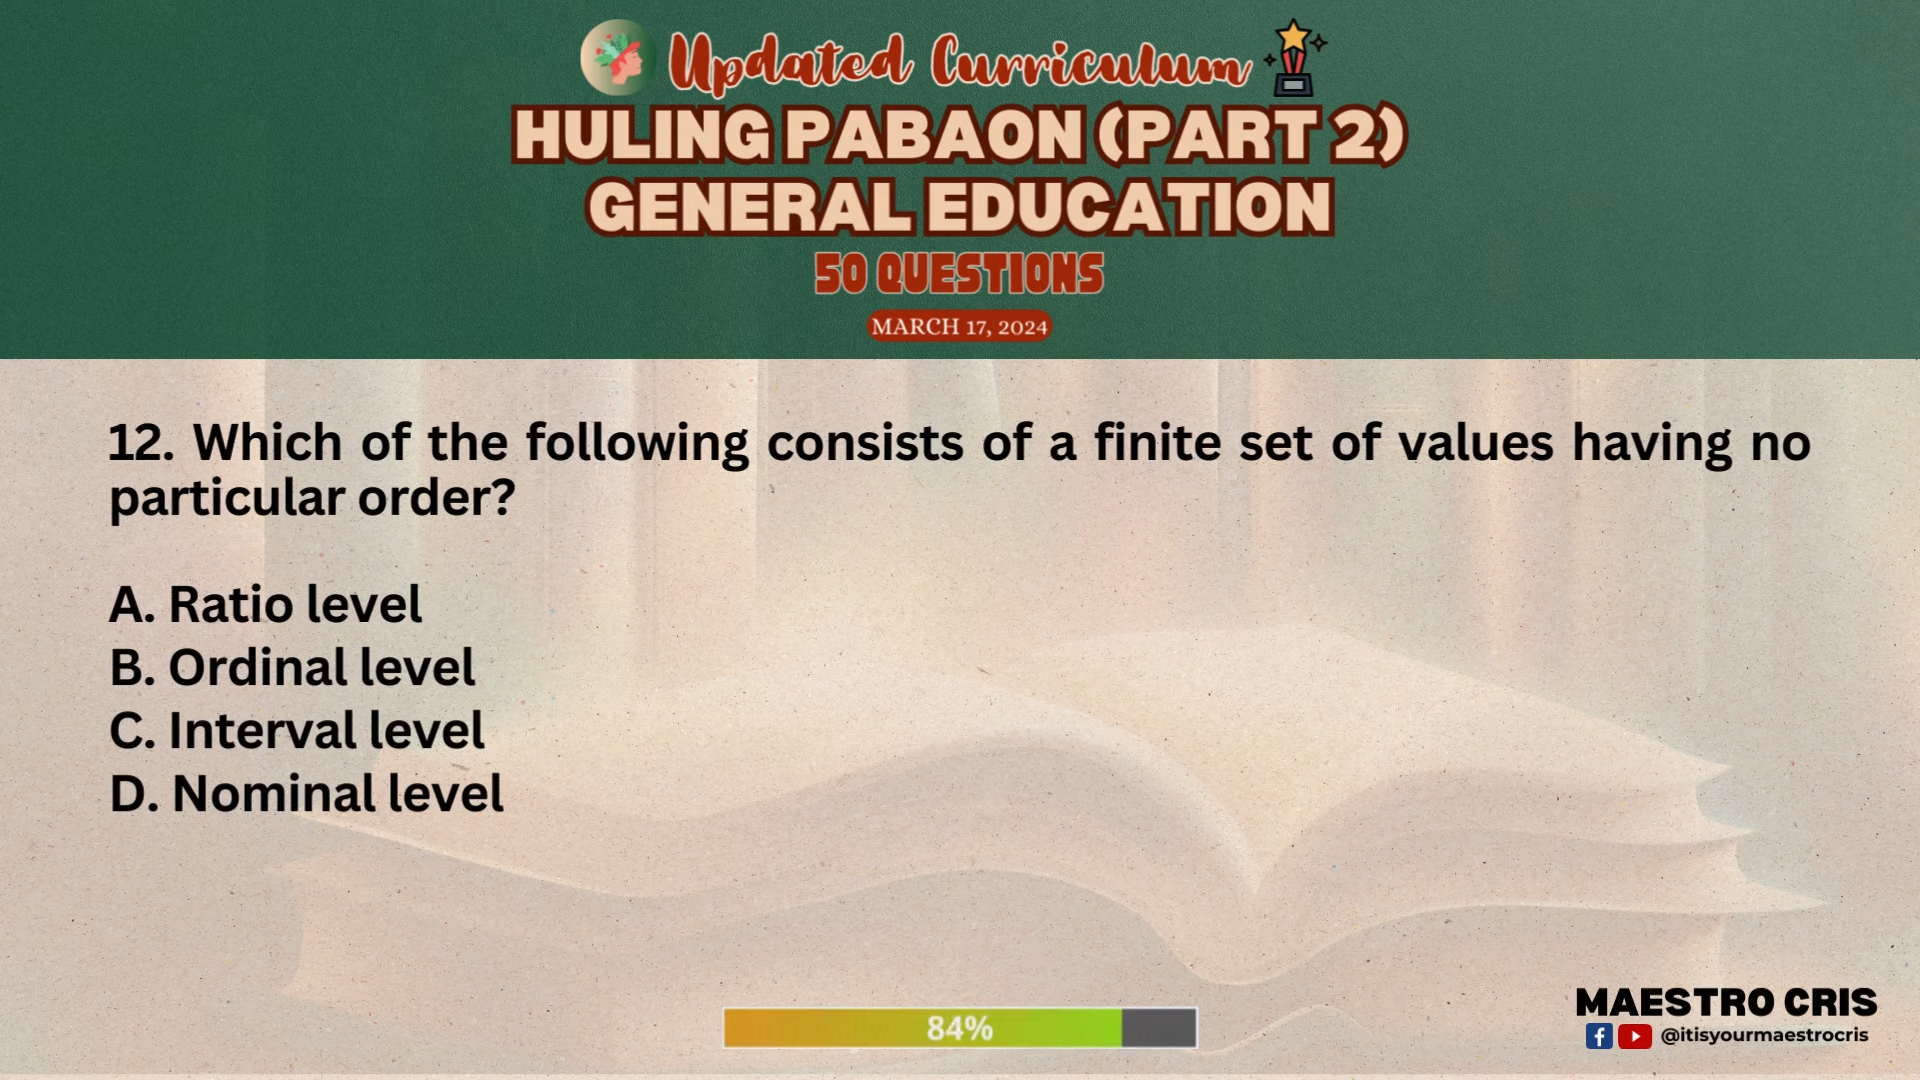 Updated Curriculum
HULING PABAON (PART 2)
GENERAL EDUCATION
50 QUESTIONS
MARCH 17, 2024
12. Which of the following consists of a finite set of values having no
particular order?
A. Ratio level
B. Ordinal level
C. Interval level
D. Nominal level
84%
MAESTRO CRIS
@itisyourmaestrocris